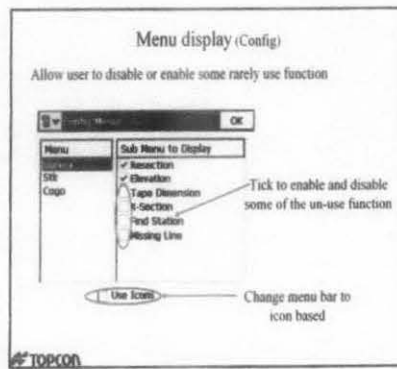 Menu display (Config)
Allow user to disable or enable some rarely use function
OK
Menu
Sub Menu to Display
Resection
Elevation
Stk
Tape Dimension
Cogo
X-Section
Find Station
Missing Line
Tick to enable and disable
some of the un-use function
Use Icons
Change menu bar to
icon based
TOPCON